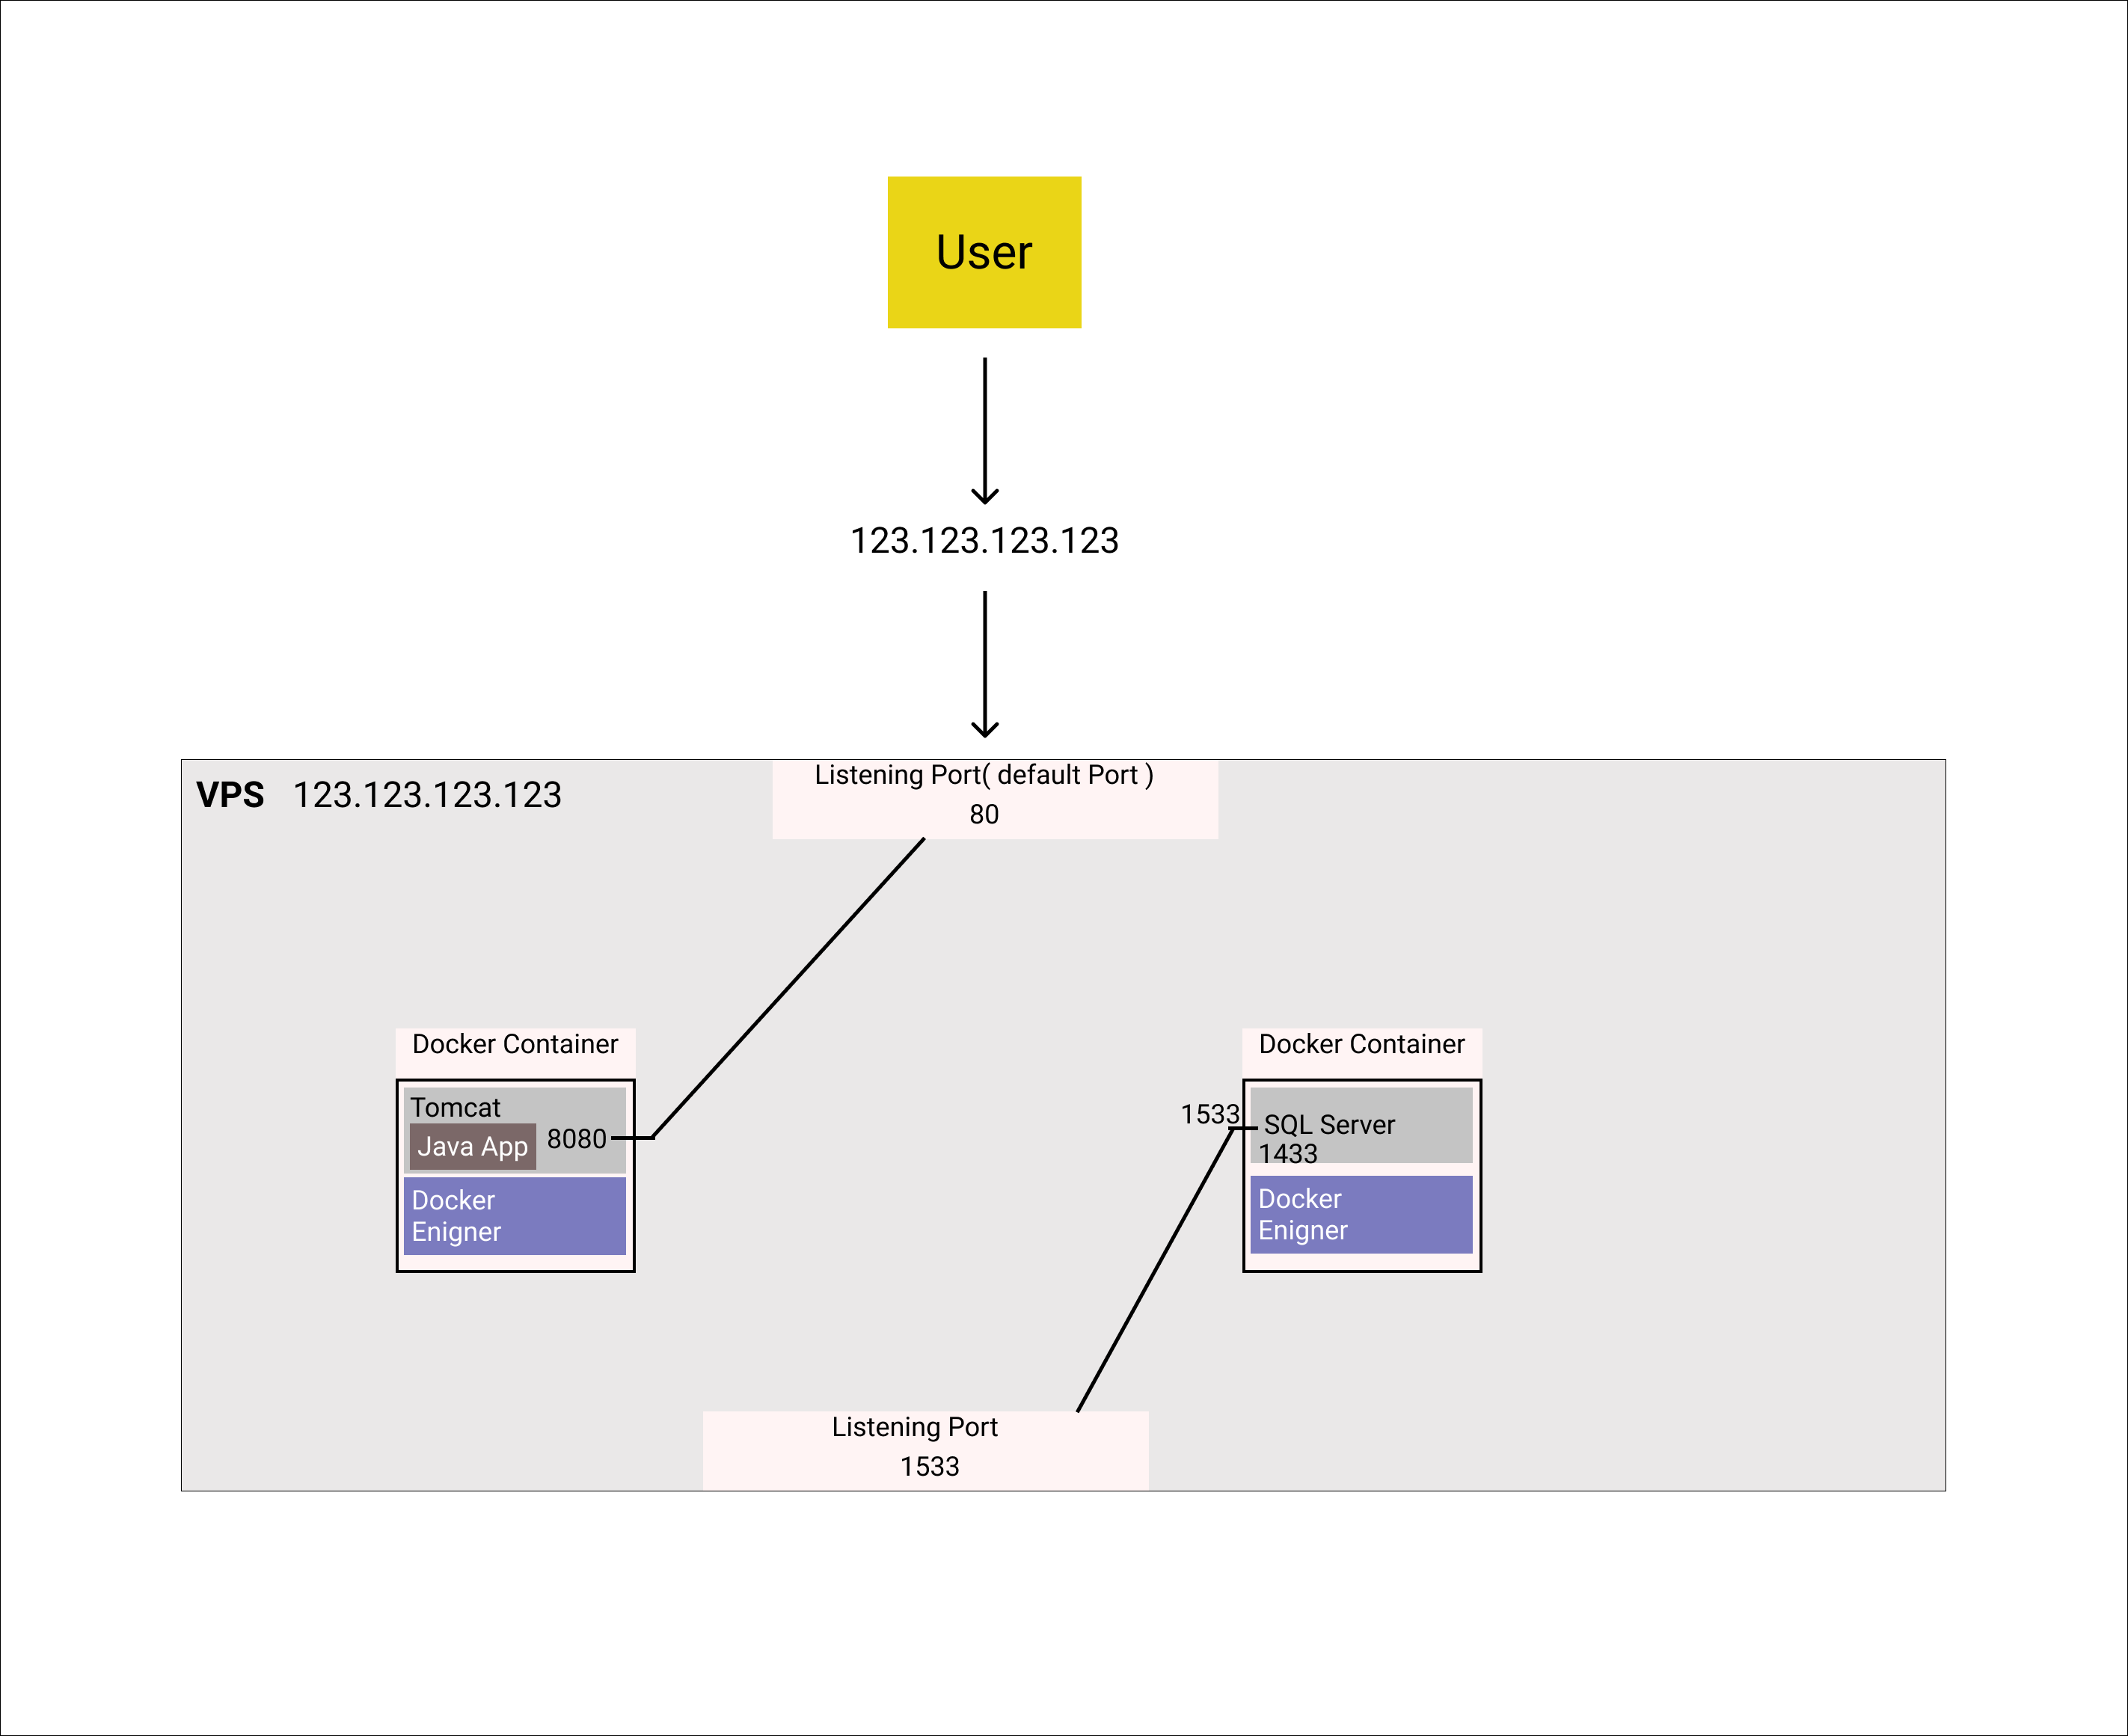 User
123.123.123.123
VPS 123.123.123.123
Listening Port( default Port )
80
Docker Container
Tomcat
Java App 8080
Docker
Enigner
Docker Container
1533
SQL Server
1433
Docker
Enigner
Listening Port
1533